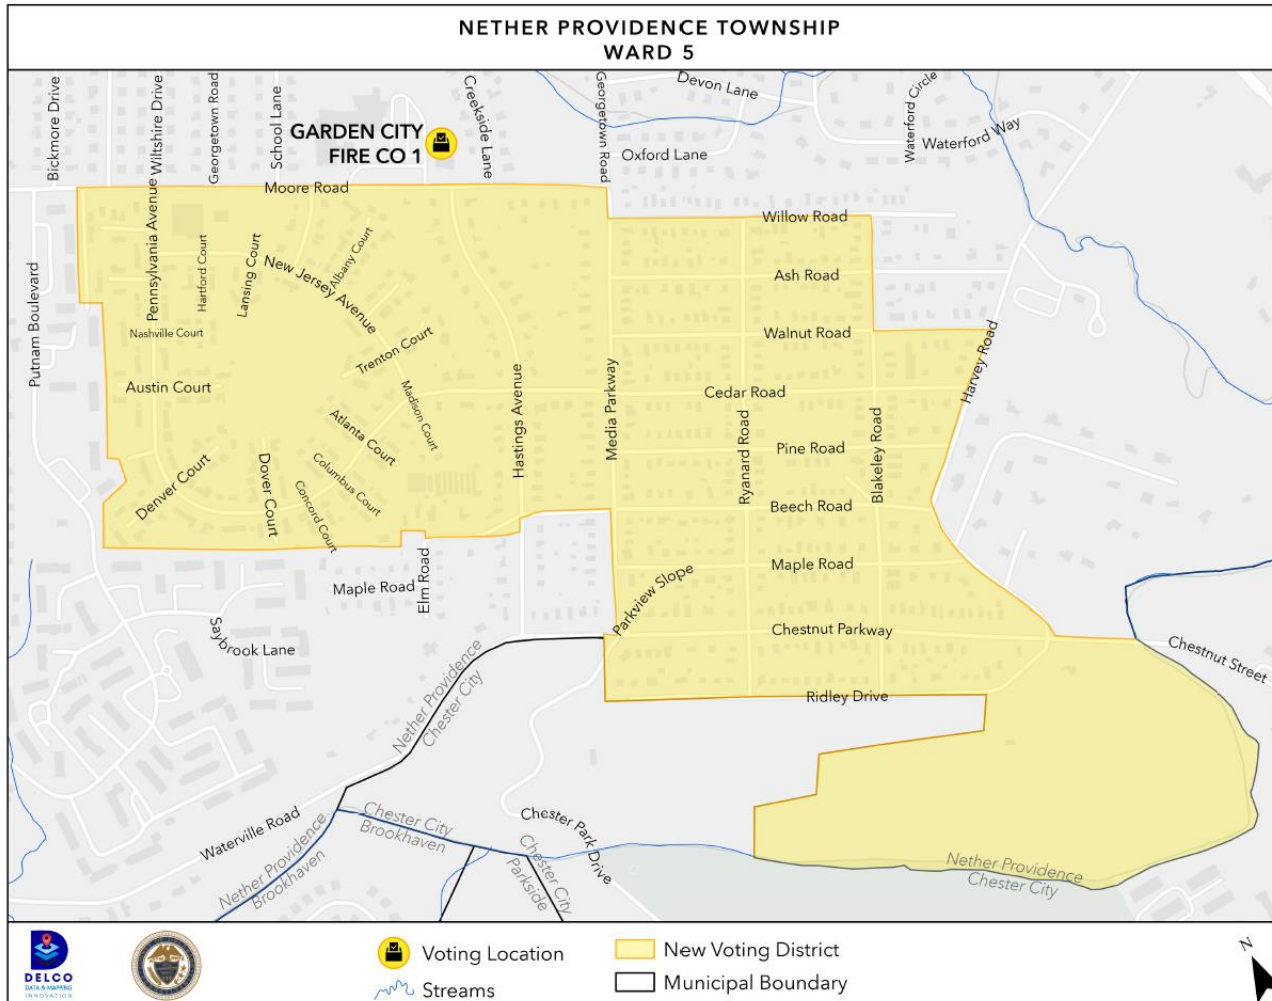 NETHER PROVIDENCE TOWNSHIP
WARD 5
Bickmore Drive
Wiltshire Drive
Georgetown Road
School Lane
GARDEN CITY
FIRE CO 1
Creekside Lane
Georgetown Road
Devon Lane
Oxford Lane
Waterford Circle
Waterford Way
Moore Road
Willow Road
Putnam Boulevard
Pennsylvania Avenue
Hartford Court
Lansing Court
New Jersey Avenue
Albany Court
Ash Road
Nashville Court
Trenton Court
Walnut Road
Harvey Road
Austin Court
Madison Court
Hastings Avenue
Media Parkway
Cedar Road
Ryanard Road
Blakeley Road
Atlanta Court
Pine Road
Denver Court
Dover Court
Columbus Court
Concord Court
Beech Road
Maple Road
Elm Road
Maple Road
Parkview Slope
Chestnut Parkway
Chestnut Street
Saybrook Lane
Nether Providence
Chester City
Ridley Drive
Waterville Road
Chester City
Brookhaven
Nether Providence
Brookhaven
Chester Park Drive
Chester City
Parkside
Nether Providence
Chester City
DELCO
DATA & MAPPING
INNOVATION
Voting Location
Streams
New Voting District
Municipal Boundary
N